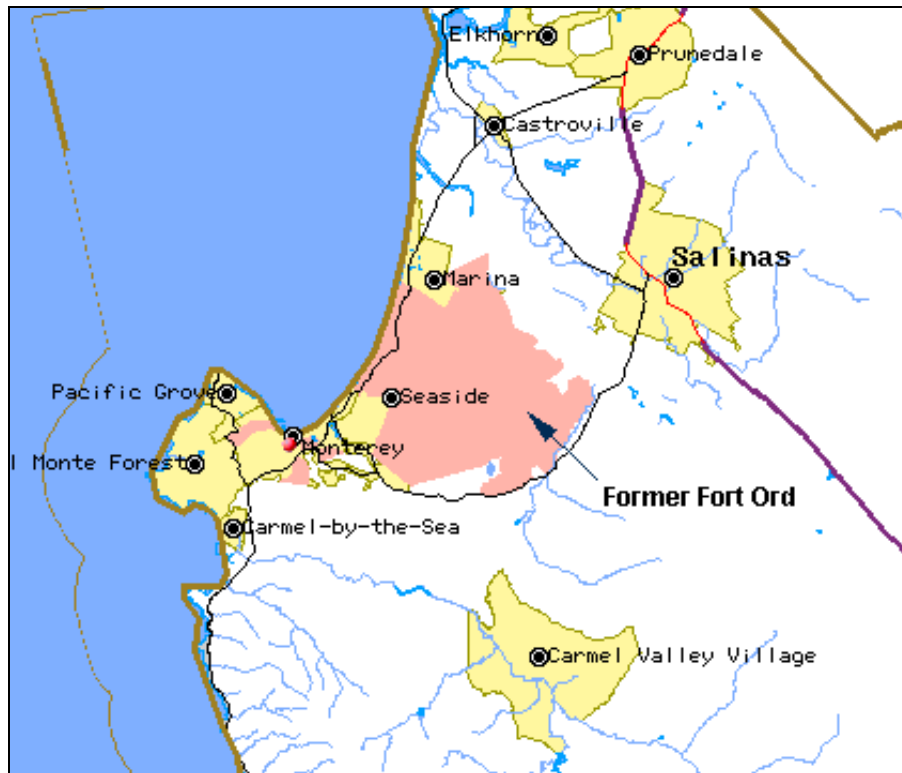 Elkhorn
Prunedale
Castroville
Salinas
Marina
Pacific Grove
Seaside
Monterey
l Monte Forest
Former Fort Ord
Carmel-by-the-Sea
Carmel Valley Village